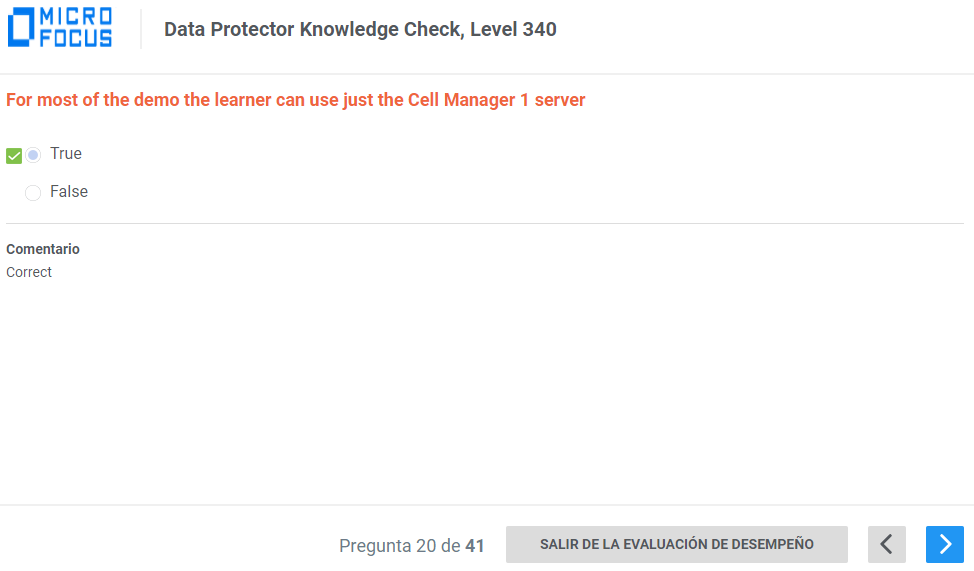 MICRO
FOCUS
Data Protector Knowledge Check, Level 340
For most of the demo the learner can use just the Cell Manager 1 server
True
False
Comentario
Correct
Pregunta 20 de 41
SALIR DE LA EVALUACIÓN DE DESEMPEÑO